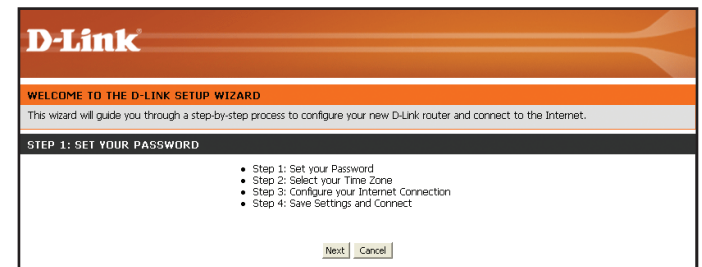 D-Link
WELCOME TO THE D-LINK SETUP WIZARD
This wizard will guide you through a step-by-step process to configure your new D-Link router and connect to the Internet.
STEP 1: SET YOUR PASSWORD
• Step 1: Set your Password
• Step 2: Select your Time Zone
• Step 3: Configure your Internet Connection
• Step 4: Save Settings and Connect
Next Cancel